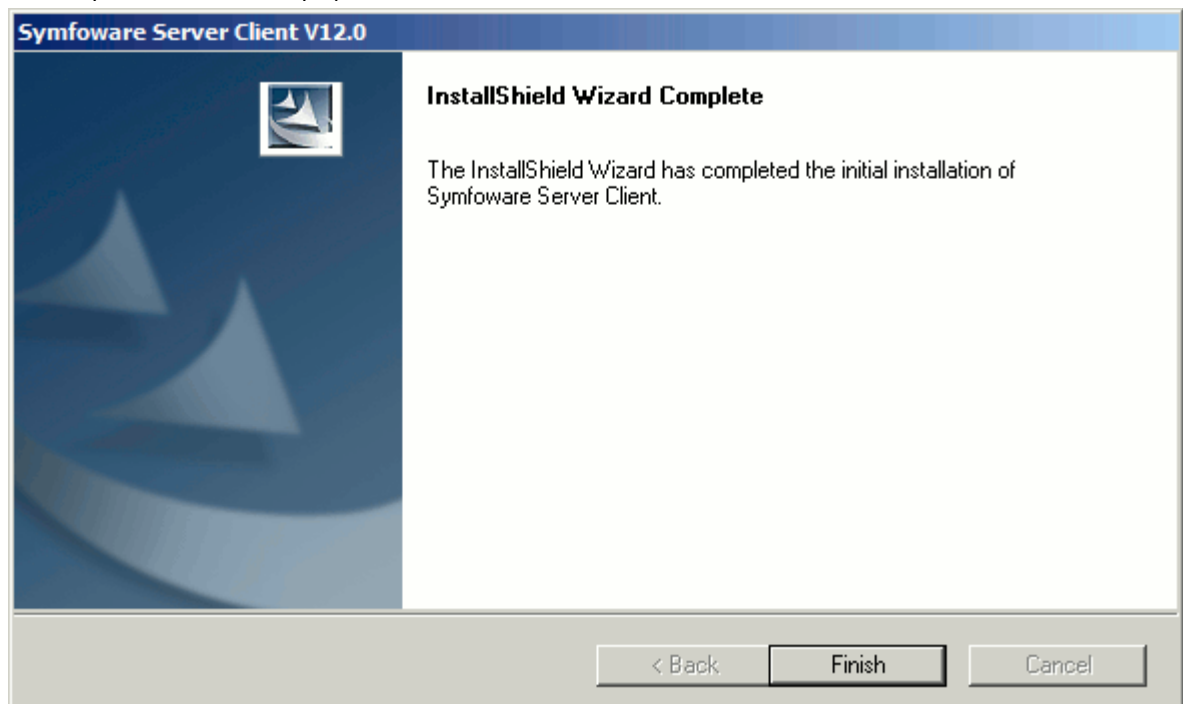 Symfoware Server Client V12.0
InstallShield Wizard Complete
The InstallShield Wizard has completed the initial installation of
Symfoware Server Client.
< Back
Finish
Cancel